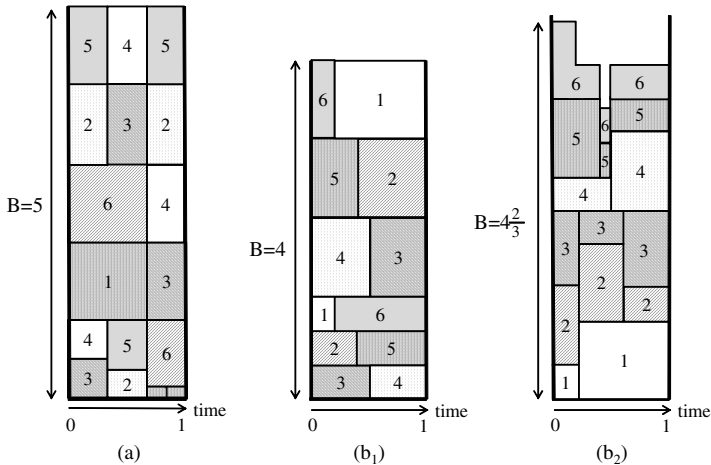 5 4 5
2 3 2
6 4
B=5
1 3
4 5 6
3 2
0 1
time
(a)
6 1
5 2
B=4
4 3
1 6
2 5
3 4
0 1
time
(b1)
6 6
5 6 5
5 4
4
B=4 2/3
3 3 3
2 2 2
1 1
0 1
time
(b2)